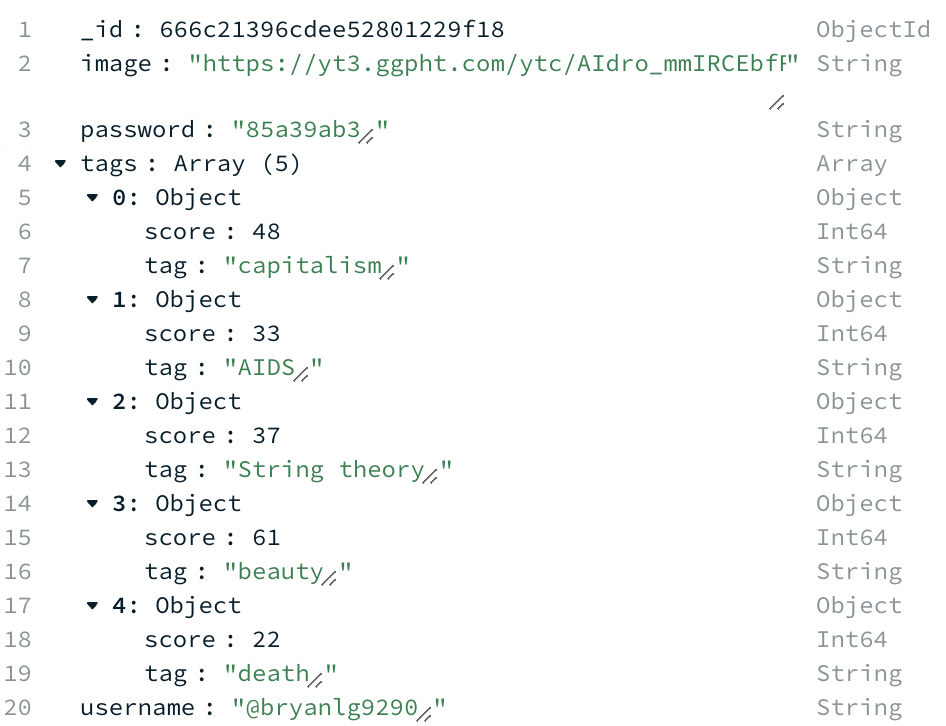 1 _id : 666c21396cdee52801229f18 ObjectId
2 image : "https://yt3.ggpht.com/ytc/AIdro_mmIRCEbfF" String
3 password : "85a39ab3" String
4 tags : Array (5) Array
5 0: Object Object
6 score : 48 Int64
7 tag : "capitalism" String
8 1: Object Object
9 score : 33 Int64
10 tag : "AIDS" String
11 2: Object Object
12 score : 37 Int64
13 tag : "String theory" String
14 3: Object Object
15 score : 61 Int64
16 tag : "beauty" String
17 4: Object Object
18 score : 22 Int64
19 tag : "death" String
20 username : "@bryanlg9290" String